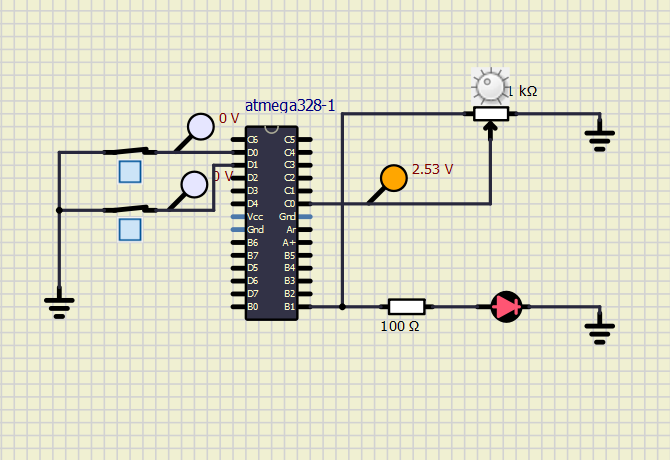 atmega328-1
1 kΩ
0 V
0 V
2.53 V
C6 C5
D0 C4
D1 C3
D2 C2
D3 C1
D4 C0
Vcc Gnd
Gnd Ar
B6 A+
B7 B5
D5 B4
D6 B3
D7 B2
B0 B1
100 Ω